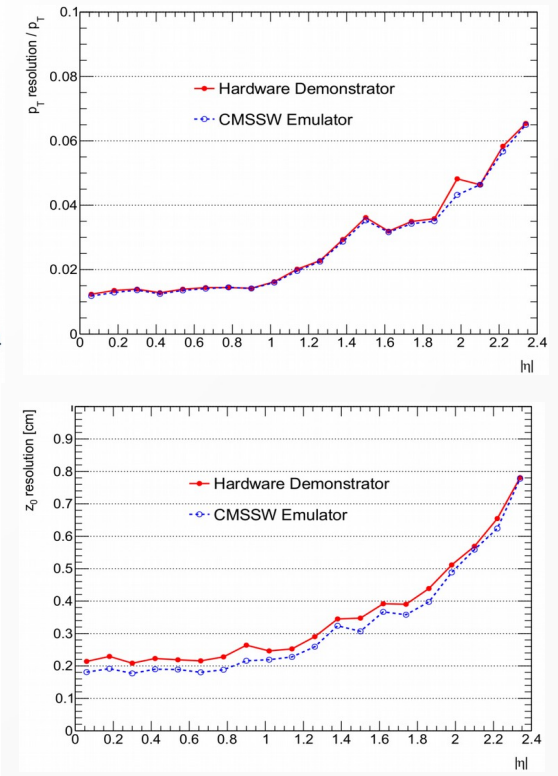 0.1
p_T resolution / p_T
0.08
Hardware Demonstrator
CMSSW Emulator
0.06
0.04
0.02
0
0 0.2 0.4 0.6 0.8 1 1.2 1.4 1.6 1.8 2 2.2 2.4
|η|
z_0 resolution [cm]
0.9
0.8
Hardware Demonstrator
0.7
CMSSW Emulator
0.6
0.5
0.4
0.3
0.2
0.1
0
0 0.2 0.4 0.6 0.8 1 1.2 1.4 1.6 1.8 2 2.2 2.4
|η|